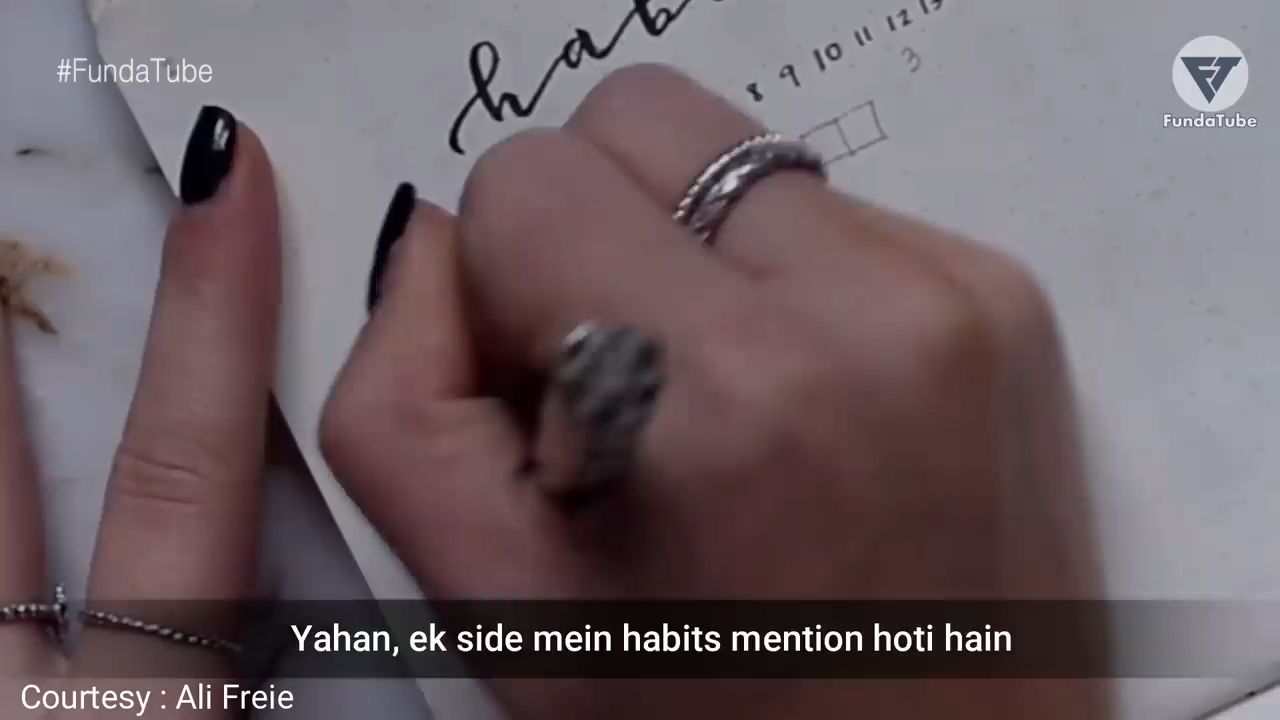 #FundaTube
FundaTube
hab
8 9 10 11 12 13
3
Yahan, ek side mein habits mention hoti hain
Courtesy : Ali Freie